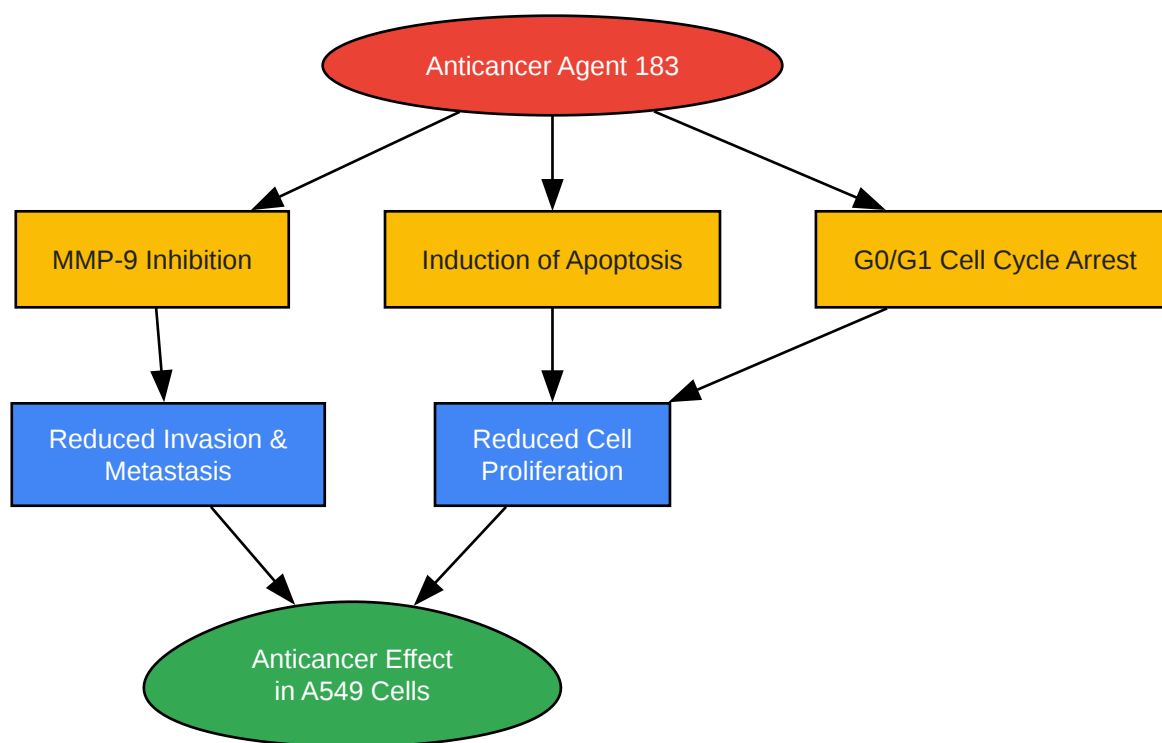 Anticancer Agent 183
MMP-9 Inhibition
Induction of Apoptosis
G0/G1 Cell Cycle Arrest
Reduced Invasion &
Metastasis
Reduced Cell
Proliferation
Anticancer Effect
in A549 Cells